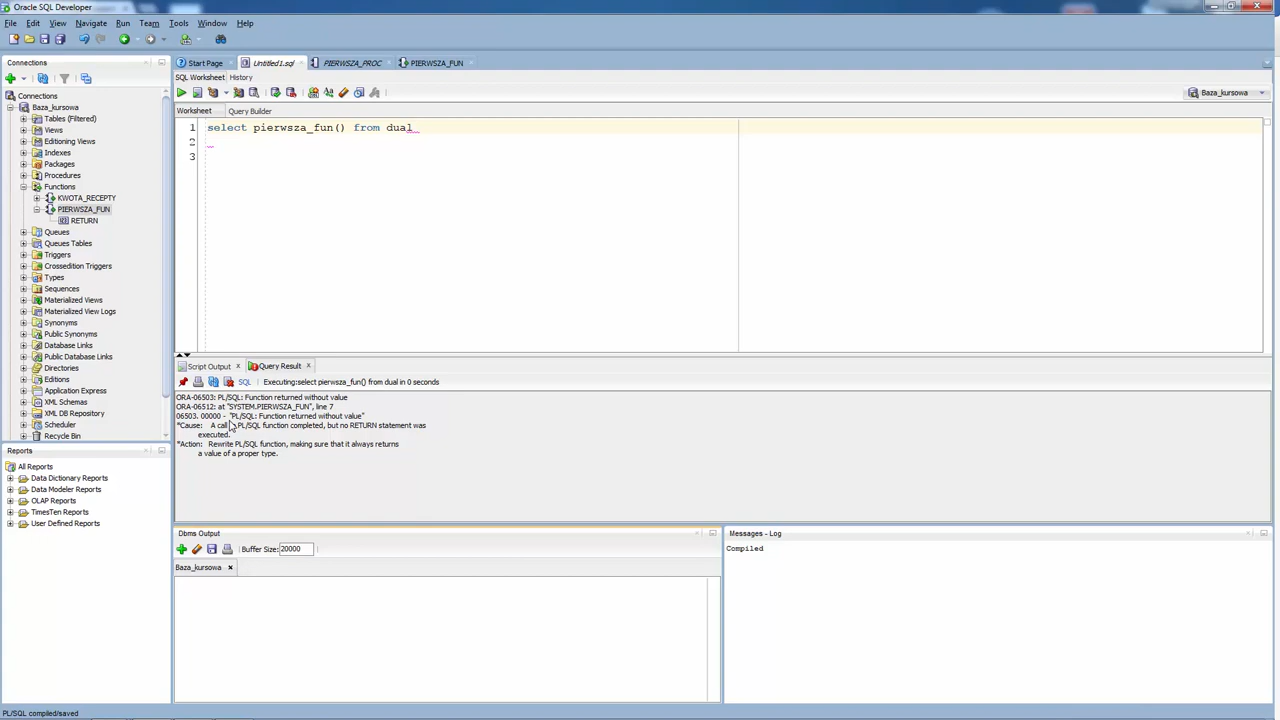 Oracle SQL Developer
File Edit View Navigate Run Team Tools Window Help
Connections
Start Page Untitled1.sql PIERWSZA_PROC PIERWSZA_FUN
SQL Worksheet History
Baza_kursowa
Worksheet Query Builder
Connections
Baza_kursowa
Tables (Filtered)
Views
Editioning Views
Indexes
Packages
Procedures
Functions
KWOTA_RECEPTY
PIERWSZA_FUN
RETURN
Queues
Queues Tables
Triggers
Crossedition Triggers
Types
Sequences
Materialized Views
Materialized View Logs
Synonyms
Public Synonyms
Database Links
Public Database Links
Directories
Editions
Application Express
XML Schemas
XML DB Repository
Scheduler
Recycle Bin
1 select pierwsza_fun() from dual
2
3
Script Output Query Result
SQL Executing:select pierwsza_fun() from dual in 0 seconds
ORA-06503: PL/SQL: Function returned without value
ORA-06512: at "SYSTEM.PIERWSZA_FUN", line 7
06503. 00000 - "PL/SQL: Function returned without value"
*Cause: A call PL/SQL function completed, but no RETURN statement was
executed.
*Action: Rewrite PL/SQL function, making sure that it always returns
a value of a proper type.
Reports
All Reports
Data Dictionary Reports
Data Modeler Reports
OLAP Reports
TimesTen Reports
User Defined Reports
Dbms Output
Buffer Size: 20000
Baza_kursowa
Messages - Log
Compiled
PL/SQL compiled/saved